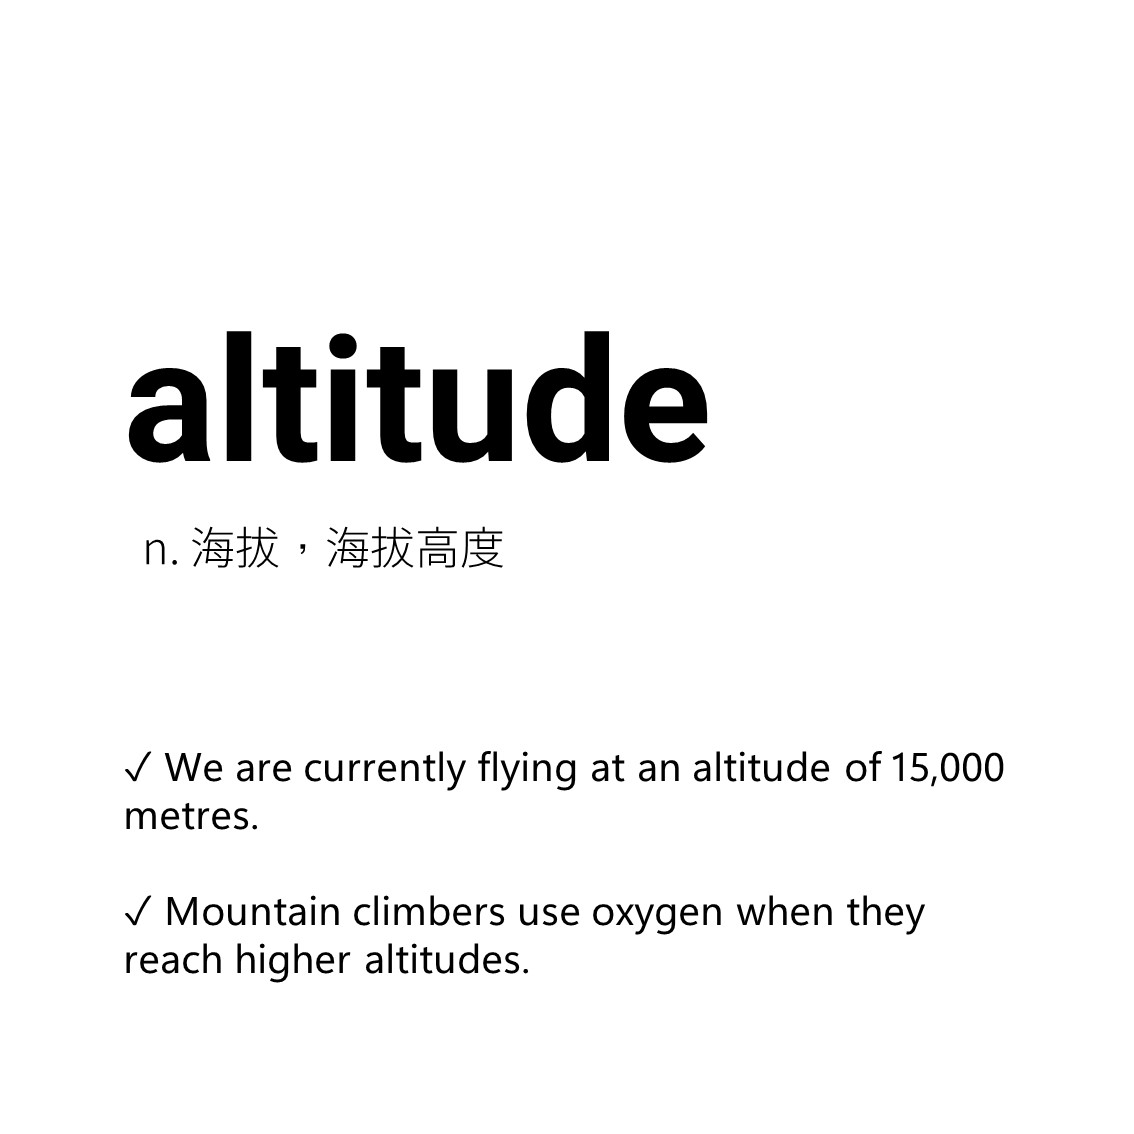 altitude
n. 海拔，海拔高度
✓ We are currently flying at an altitude of 15,000
metres.
✓ Mountain climbers use oxygen when they
reach higher altitudes.